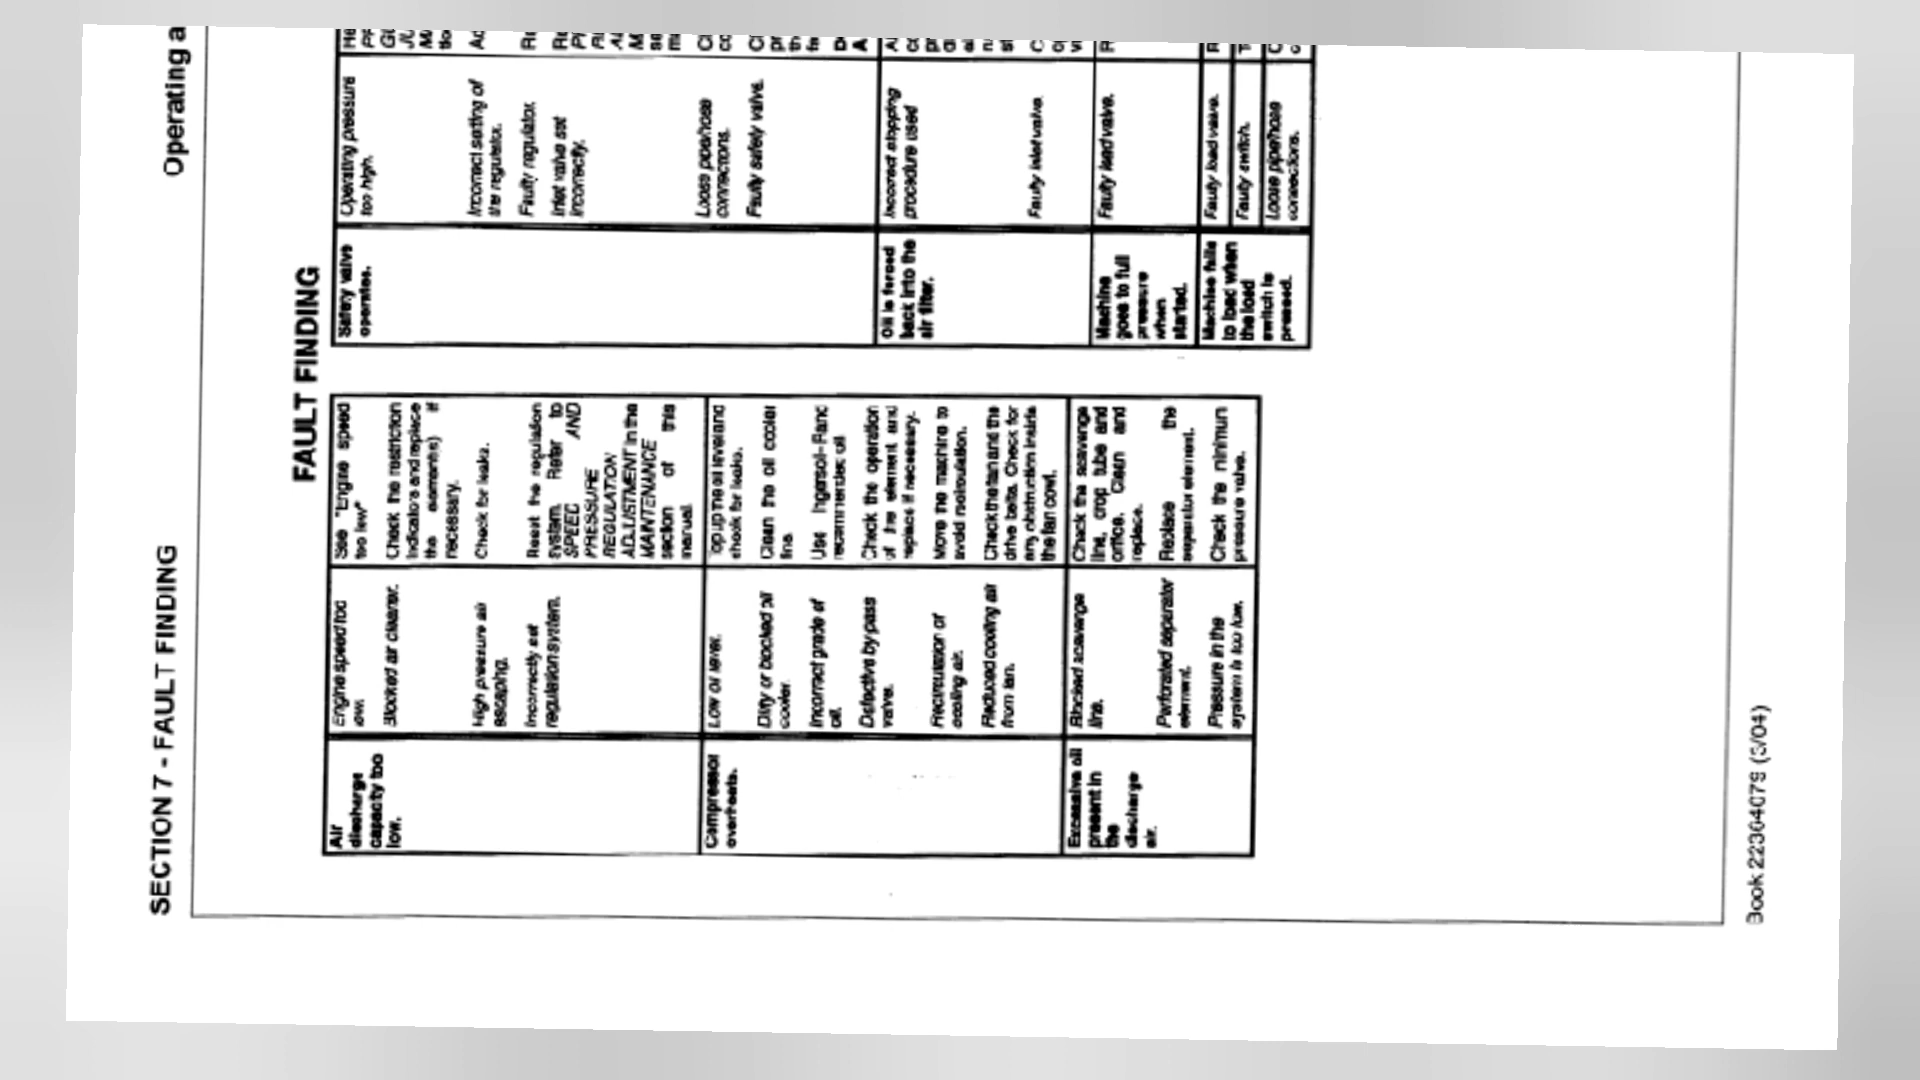 SECTION 7 - FAULT FINDING
Operating a
FAULT FINDING
Air
discharge
capacity too
low.
Engine speed too
low.
See "Engine speed
too low"
Blocked air cleaner.
Check the restriction
indicators and replace
the element(s) if
necessary.
High pressure air
escaping.
Check for leaks.
Incorrectly set
regulation system.
Reset the regulation
system. Refer to
SPEED AND
PRESSURE
REGULATION
ADJUSTMENT in the
MAINTENANCE
section of this
manual.
Compressor
overheats.
Low oil level.
Top up the oil level and
check for leaks.
Dirty or blocked oil
cooler.
Clean the oil cooler
fins.
Incorrect grade of
oil.
Use Ingersoll-Rand
recommended oil.
Defective by pass
valve.
Check the operation
of the element and
replace if necessary.
Recirculation of
cooling air.
Move the machine to
avoid recirculation.
Reduced cooling air
from fan.
Check the fan and the
drive belts. Check for
any obstruction inside
the fan cowl.
Excessive oil
present in
the
discharge
air.
Blocked scavenge
line.
Check the scavenge
line, drop tube and
orifice. Clean and
replace.
Perforated separator
element.
Replace the
separator element.
Pressure in the
system is too low.
Check the minimum
pressure valve.
Safety valve
operates.
Operating pressure
too high.
Incorrect setting of
the regulator.
Faulty regulator.
Inlet valve set
incorrectly.
Loose pipe/hose
connections.
Faulty safety valve.
Oil is forced
back into the
air filter.
Incorrect stopping
procedure used
Faulty inlet valve.
Machine
goes to full
pressure
when
started.
Faulty load valve.
Machine fails
to load when
the load
switch is
pressed.
Faulty load valve.
Faulty switch.
Loose pipe/hose
connections.
Book 22304079 (3/04)